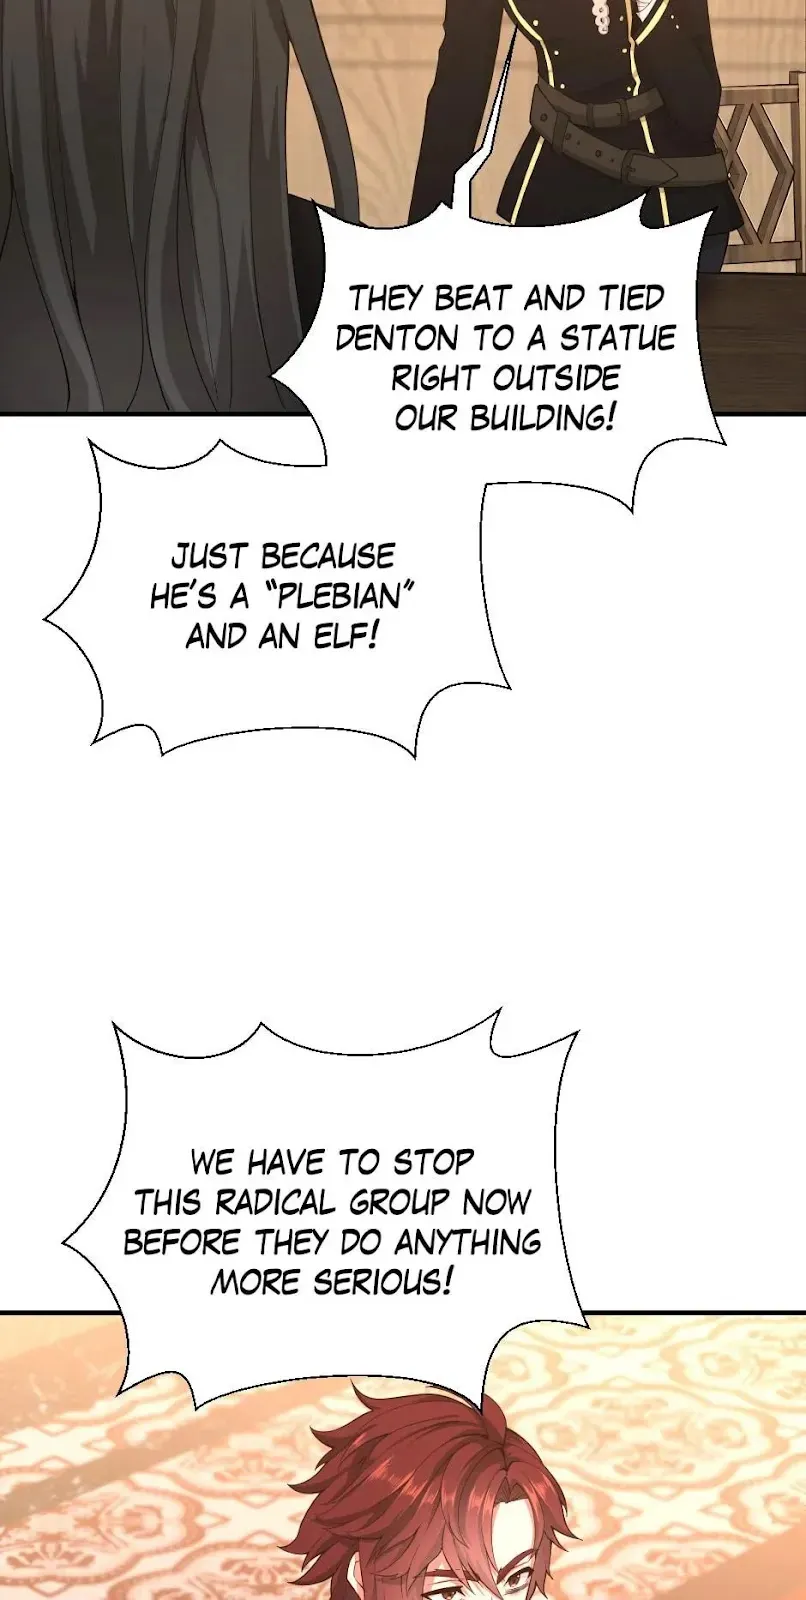 THEY BEAT AND TIED
DENTON TO A STATUE
RIGHT OUTSIDE
OUR BUILDING!
JUST BECAUSE
HE'S A "PLEBIAN"
AND AN ELF!
WE HAVE TO STOP
THIS RADICAL GROUP NOW
BEFORE THEY DO ANYTHING
MORE SERIOUS!